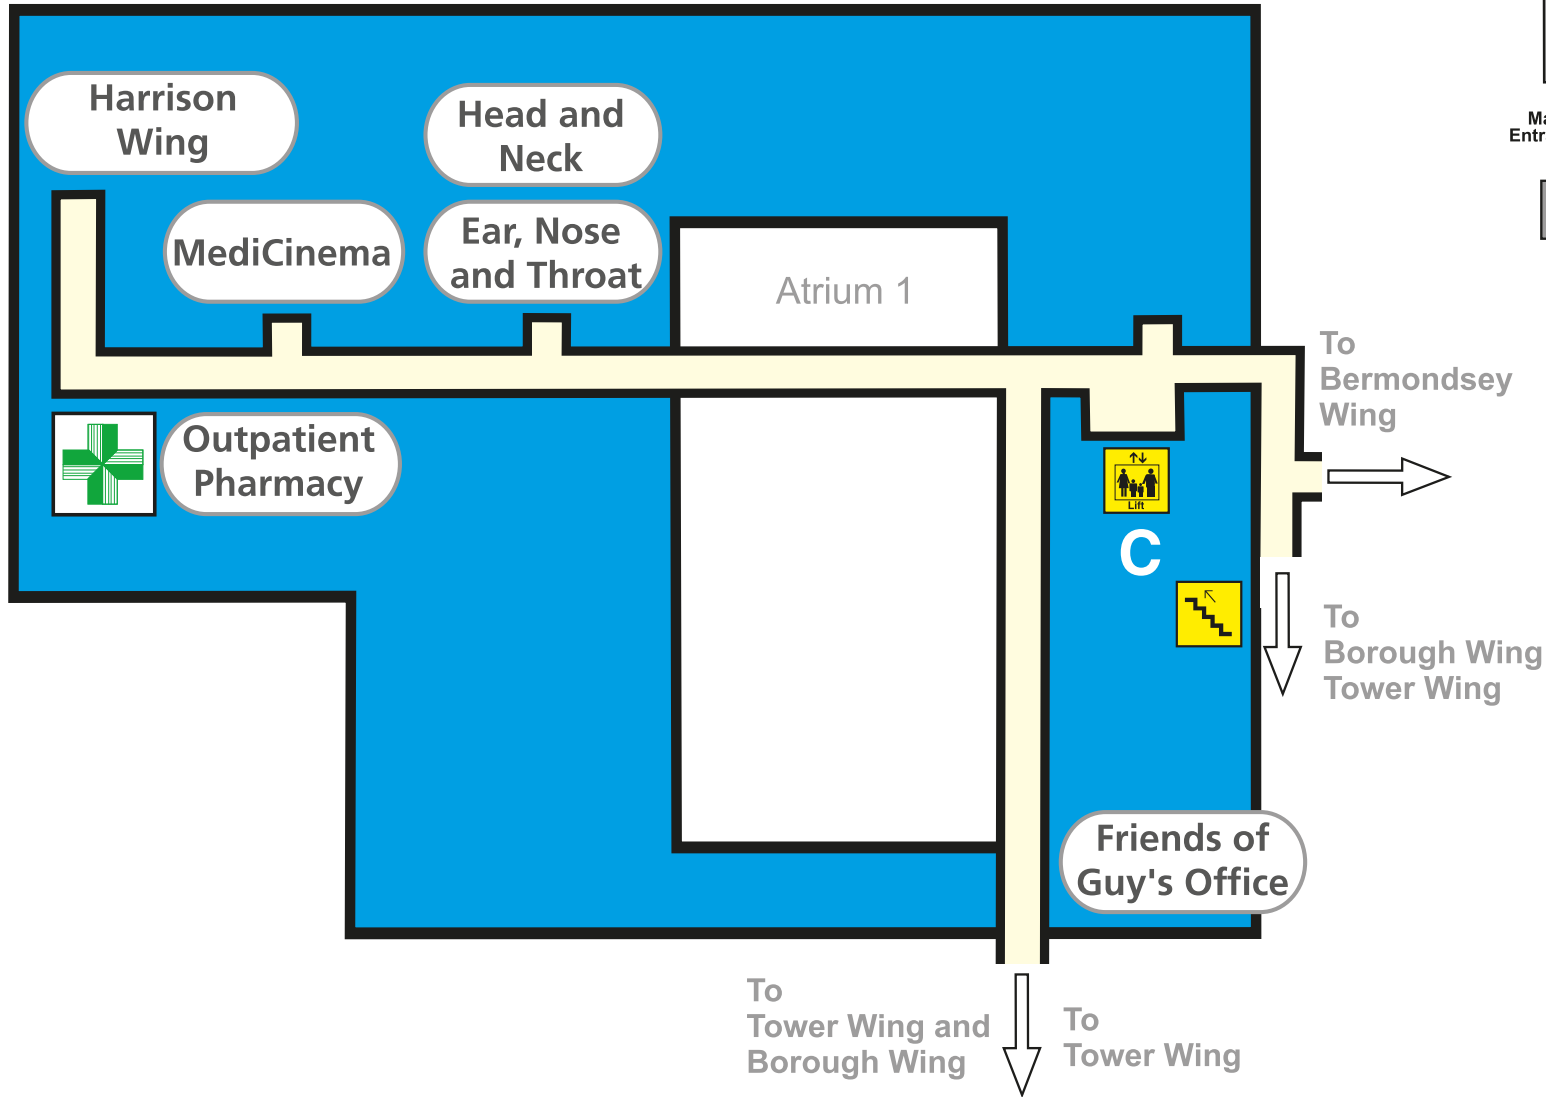 Harrison
Wing
Head and
Neck
MediCinema
Ear, Nose
and Throat
Atrium 1
To
Bermondsey
Wing
Outpatient
Pharmacy
Lift
C
To
Borough Wing
Tower Wing
Friends of
Guy's Office
To
Tower Wing and
Borough Wing
To
Tower Wing